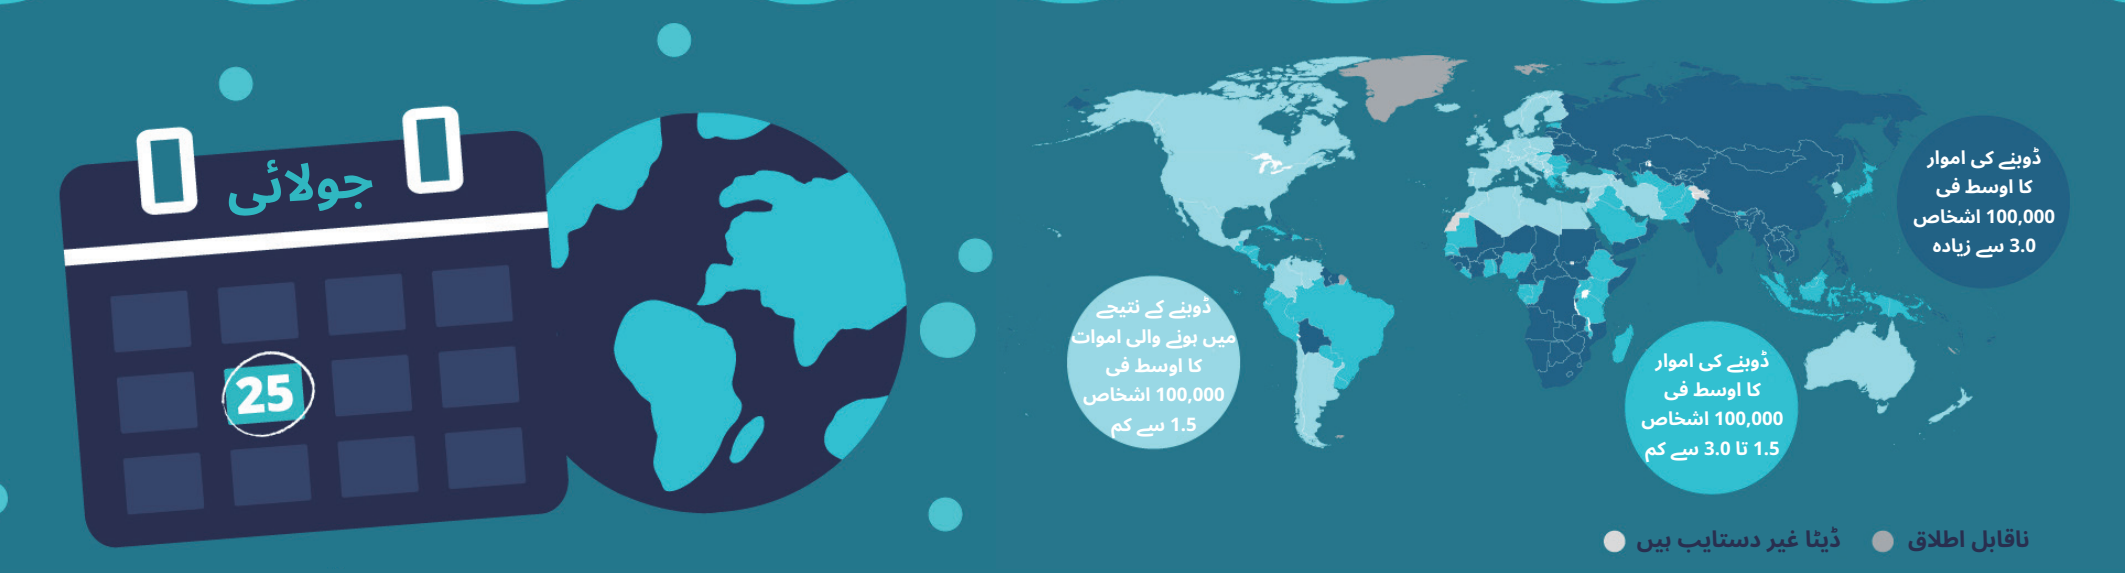 جولائی
25
ڈوبنے کے نتیجے
میں ہونے والی اموات
کا اوسط فی
100,000 اشخاص
1.5 سے کم
ڈوبنے کی اموار
کا اوسط فی
100,000 اشخاص
3.0 سے زیادہ
ڈوبنے کی اموار
کا اوسط فی
100,000 اشخاص
1.5 تا 3.0 سے کم
ناقابل اطلاق
ڈیٹا غیر دستایب ہیں